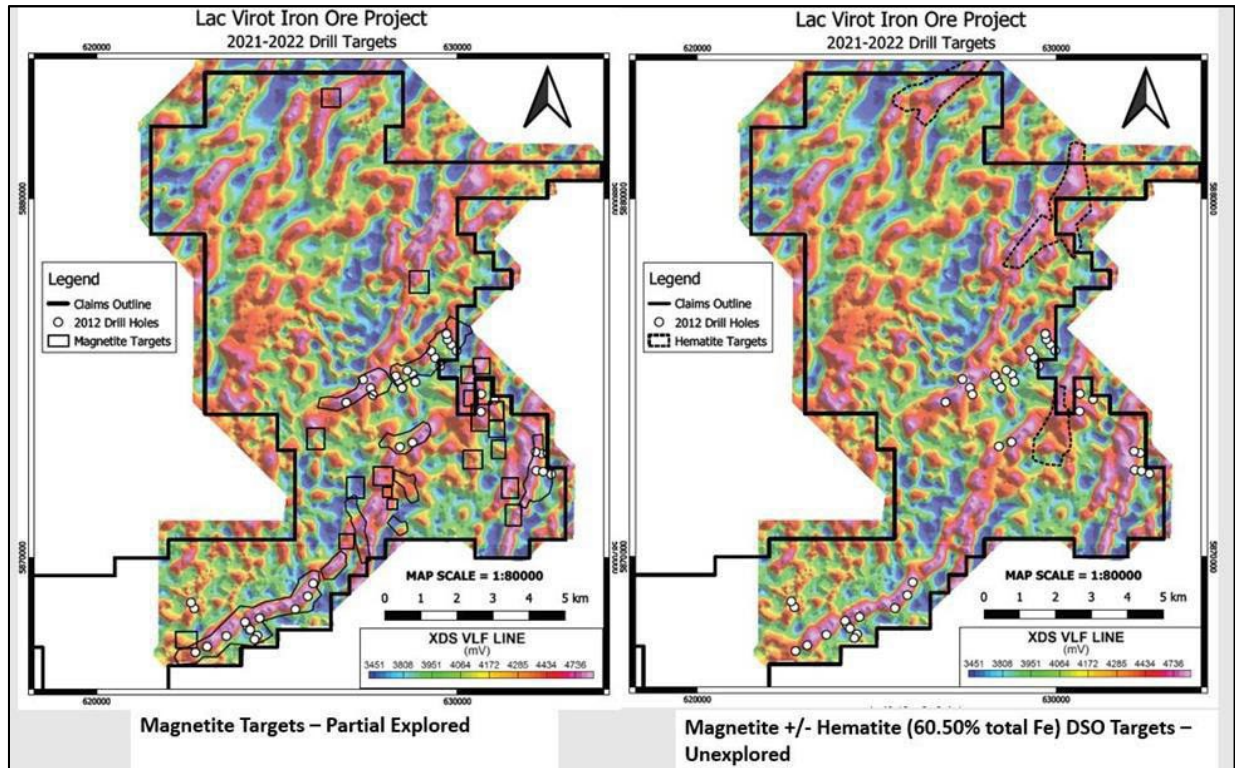 Lac Virot Iron Ore Project
2021-2022 Drill Targets
620000
630000
5880000
5880000
Legend
Claims Outline
2012 Drill Holes
Magnetite Targets
5870000
5870000
MAP SCALE = 1:80000
0 1 2 3 4 5 km
XDS VLF LINE
(mV)
3451 3808 3951 4064 4172 4285 4434 4736
620000
630000
Magnetite Targets – Partial Explored
Lac Virot Iron Ore Project
2021-2022 Drill Targets
620000
630000
5880000
5880000
Legend
Claims Outline
2012 Drill Holes
Hematite Targets
5870000
5870000
MAP SCALE = 1:80000
0 1 2 3 4 5 km
XDS VLF LINE
(mV)
3451 3808 3951 4064 4172 4285 4434 4736
620000
630000
Magnetite +/- Hematite (60.50% total Fe) DSO Targets –
Unexplored